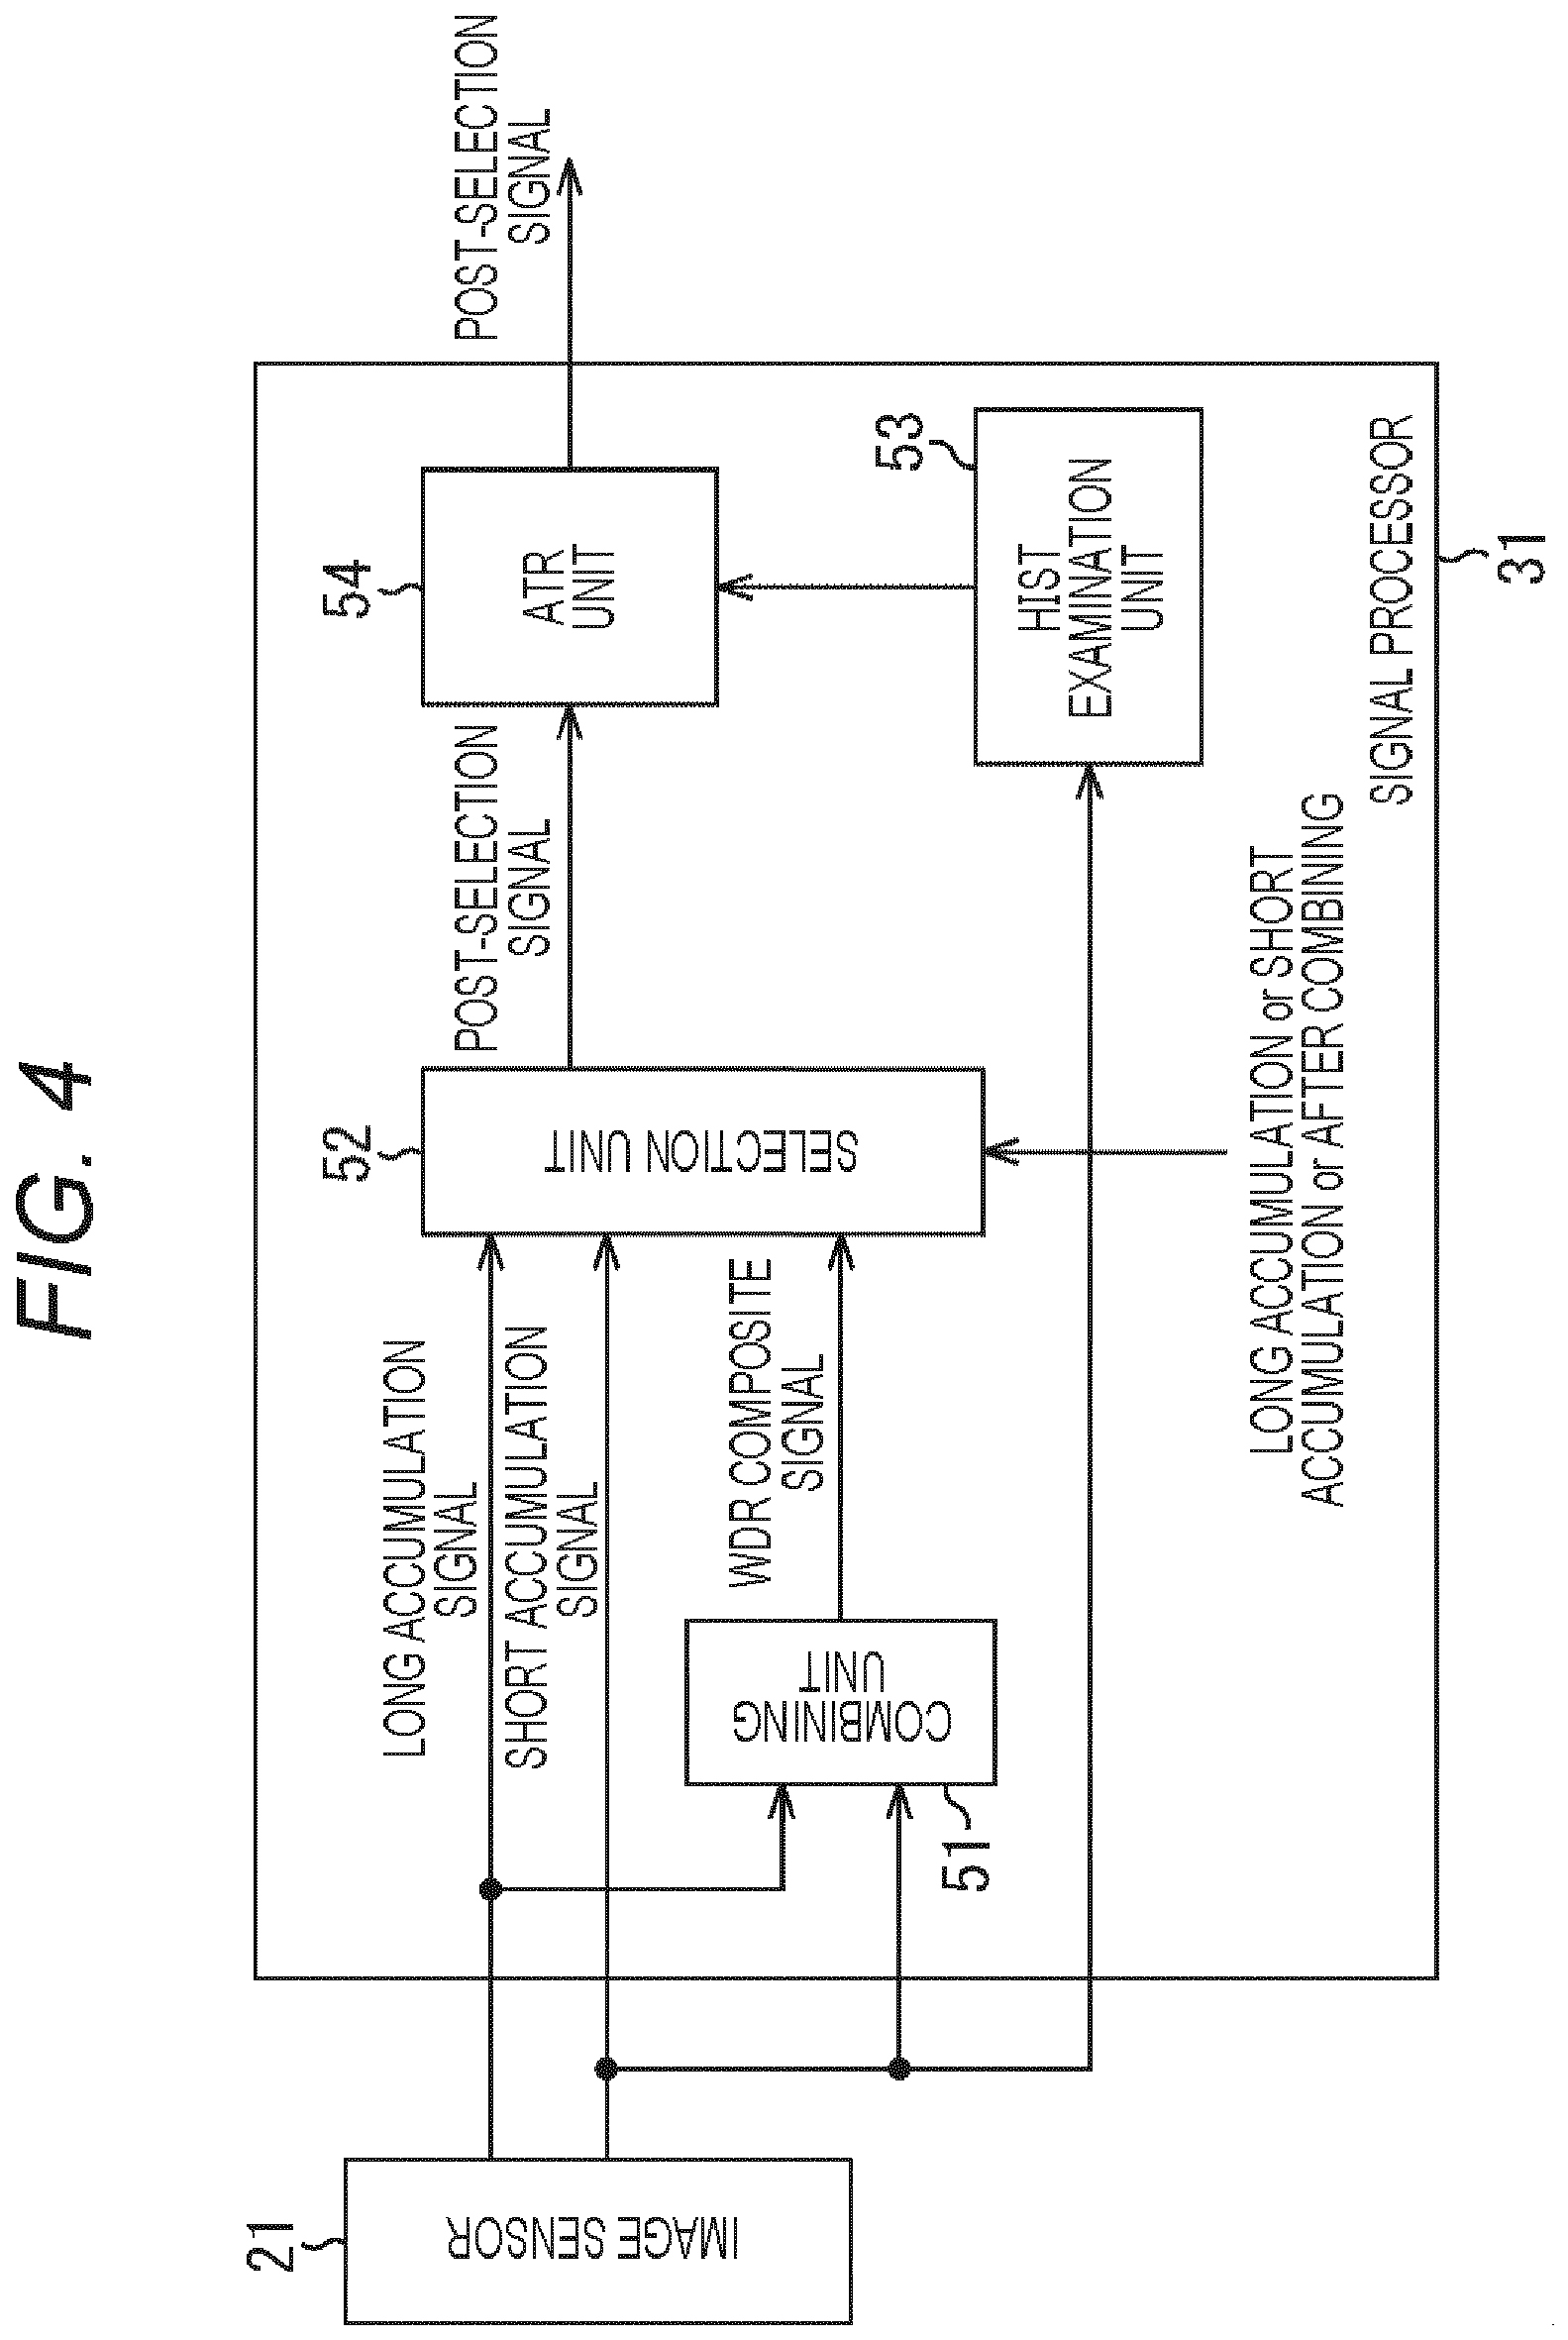 FIG. 4
21
IMAGE SENSOR
LONG ACCUMULATION
SIGNAL
SHORT ACCUMULATION
SIGNAL
51
COMBINING
UNIT
WDR COMPOSITE
SIGNAL
52
SELECTION UNIT
LONG ACCUMULATION or SHORT
ACCUMULATION or AFTER COMBINING
POST-SELECTION
SIGNAL
54
ATR
UNIT
53
HIST
EXAMINATION
UNIT
SIGNAL PROCESSOR
31
POST-SELECTION
SIGNAL